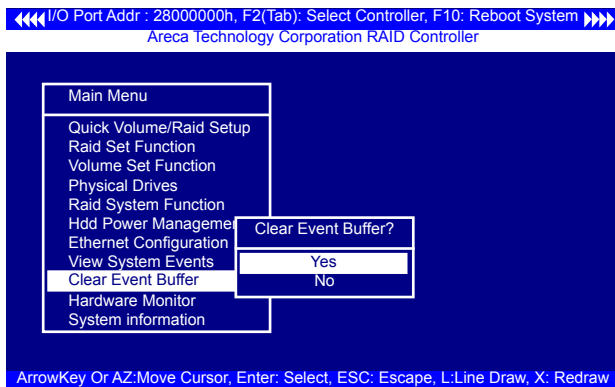 I/O Port Addr : 28000000h, F2(Tab): Select Controller, F10: Reboot System
Areca Technology Corporation RAID Controller
Main Menu
Quick Volume/Raid Setup
Raid Set Function
Volume Set Function
Physical Drives
Raid System Function
Hdd Power Managemen
Ethernet Configuration
View System Events
Clear Event Buffer
Hardware Monitor
System information
Clear Event Buffer?
Yes
No
ArrowKey Or AZ:Move Cursor, Enter: Select, ESC: Escape, L:Line Draw, X: Redraw